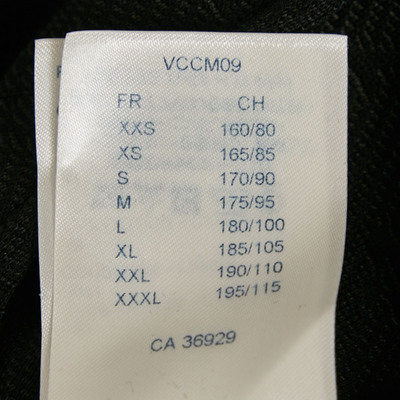 VCCM09
FR CH
XXS 160/80
XS 165/85
S 170/90
M 175/95
L 180/100
XL 185/105
XXL 190/110
XXXL 195/115
CA 36929